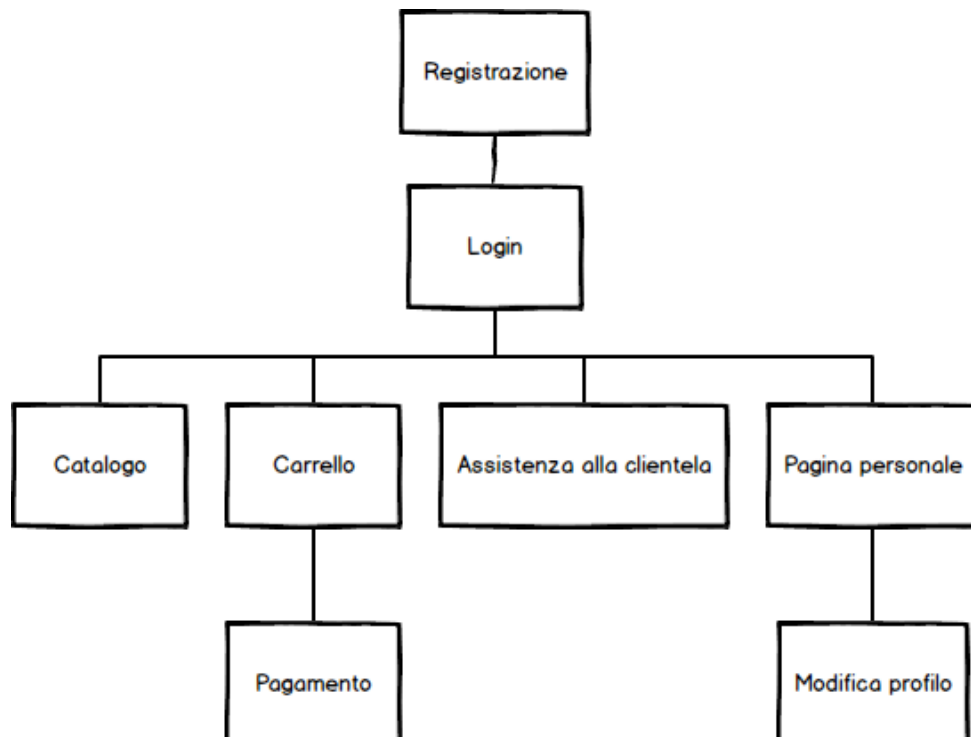 Registrazione
Login
Catalogo
Carrello
Assistenza alla clientela
Pagina personale
Pagamento
Modifica profilo